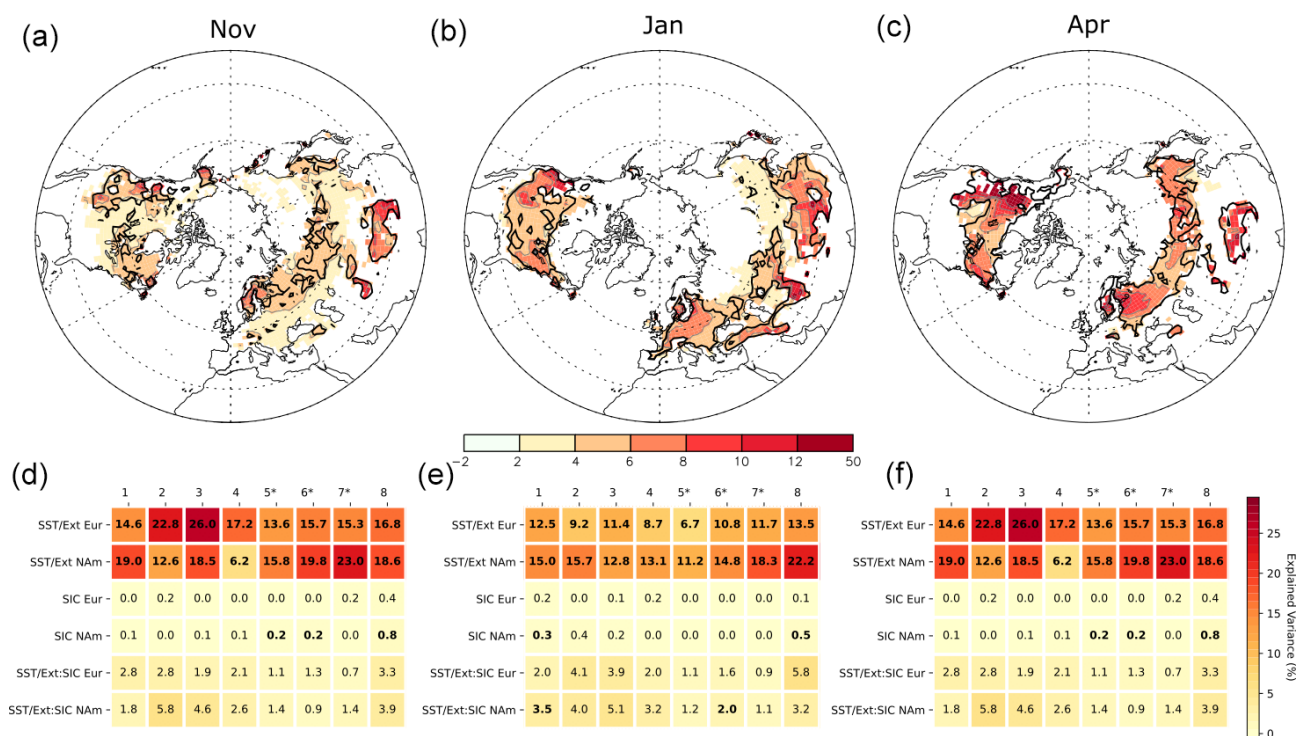 (a) Nov (b) Jan (c) Apr
−2 2 4 6 8 10 12 50
(d) (e) (f)
1 2 3 4 5* 6* 7* 8
SST/Ext Eur 14.6 22.8 26.0 17.2 13.6 15.7 15.3 16.8
SST/Ext NAm 19.0 12.6 18.5 6.2 15.8 19.8 23.0 18.6
SIC Eur 0.0 0.2 0.0 0.0 0.0 0.0 0.2 0.4
SIC NAm 0.1 0.0 0.1 0.1 0.2 0.2 0.0 0.8
SST/Ext:SIC Eur 2.8 2.8 1.9 2.1 1.1 1.3 0.7 3.3
SST/Ext:SIC NAm 1.8 5.8 4.6 2.6 1.4 0.9 1.4 3.9
1 2 3 4 5* 6* 7* 8
SST/Ext Eur 12.5 9.2 11.4 8.7 6.7 10.8 11.7 13.5
SST/Ext NAm 15.0 15.7 12.8 13.1 11.2 14.8 18.3 22.2
SIC Eur 0.2 0.0 0.1 0.2 0.0 0.0 0.0 0.1
SIC NAm 0.3 0.4 0.2 0.0 0.0 0.0 0.0 0.5
SST/Ext:SIC Eur 2.0 4.1 3.9 2.0 1.1 1.6 0.9 5.8
SST/Ext:SIC NAm 3.5 4.0 5.1 3.2 1.2 2.0 1.1 3.2
1 2 3 4 5* 6* 7* 8
SST/Ext Eur 14.6 22.8 26.0 17.2 13.6 15.7 15.3 16.8
SST/Ext NAm 19.0 12.6 18.5 6.2 15.8 19.8 23.0 18.6
SIC Eur 0.0 0.2 0.0 0.0 0.0 0.0 0.2 0.4
SIC NAm 0.1 0.0 0.1 0.1 0.2 0.2 0.0 0.8
SST/Ext:SIC Eur 2.8 2.8 1.9 2.1 1.1 1.3 0.7 3.3
SST/Ext:SIC NAm 1.8 5.8 4.6 2.6 1.4 0.9 1.4 3.9
25
20
15
10
5
0
Explained Variance (%)